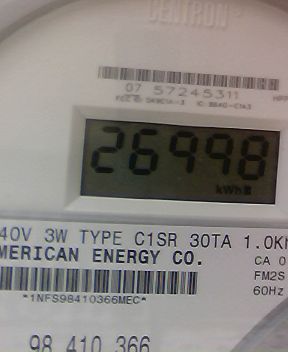 CENTRON
07 57245311
26998
kWh
40V 3W TYPE C1SR 30TA 1.0Kh
MERICAN ENERGY CO.
CA 0
FM2S
60Hz
*1NFS98410366MEC*
98 410 366